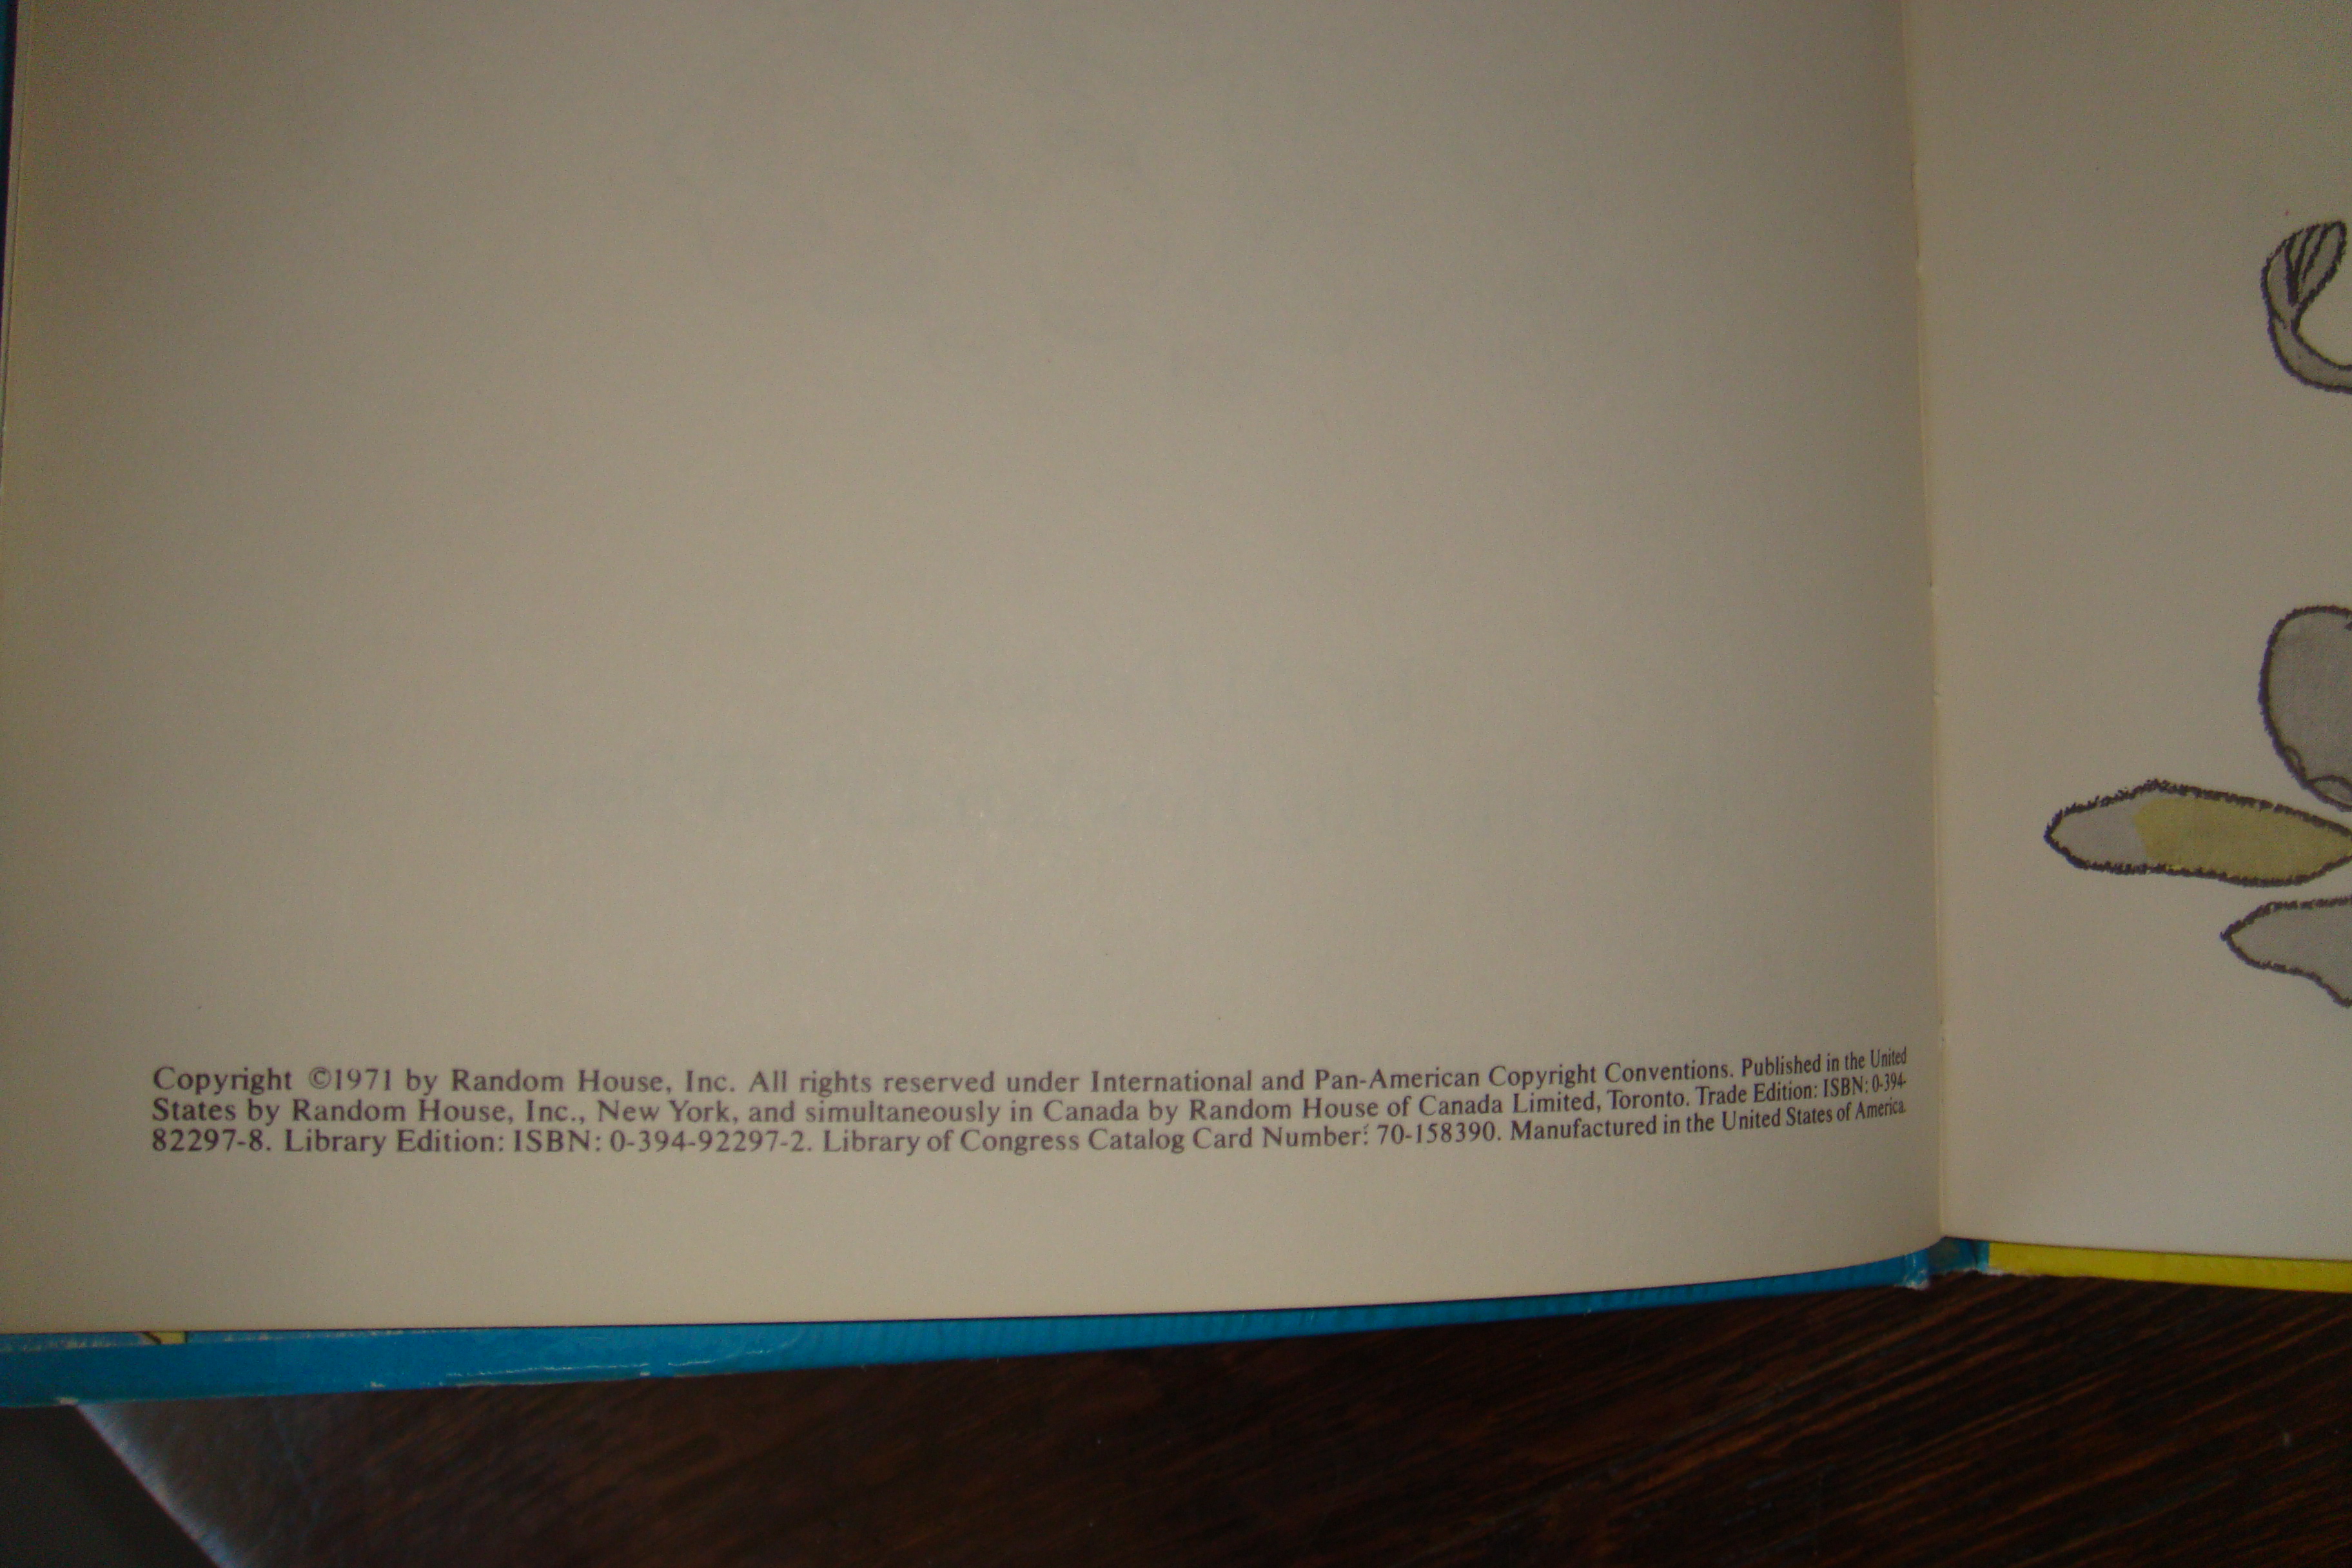 Copyright ©1971 by Random House, Inc. All rights reserved under International and Pan-American Copyright Conventions. Published in the United
States by Random House, Inc., New York, and simultaneously in Canada by Random House of Canada Limited, Toronto. Trade Edition: ISBN: 0-394-
82297-8. Library Edition: ISBN: 0-394-92297-2. Library of Congress Catalog Card Number: 70-158390. Manufactured in the United States of America.